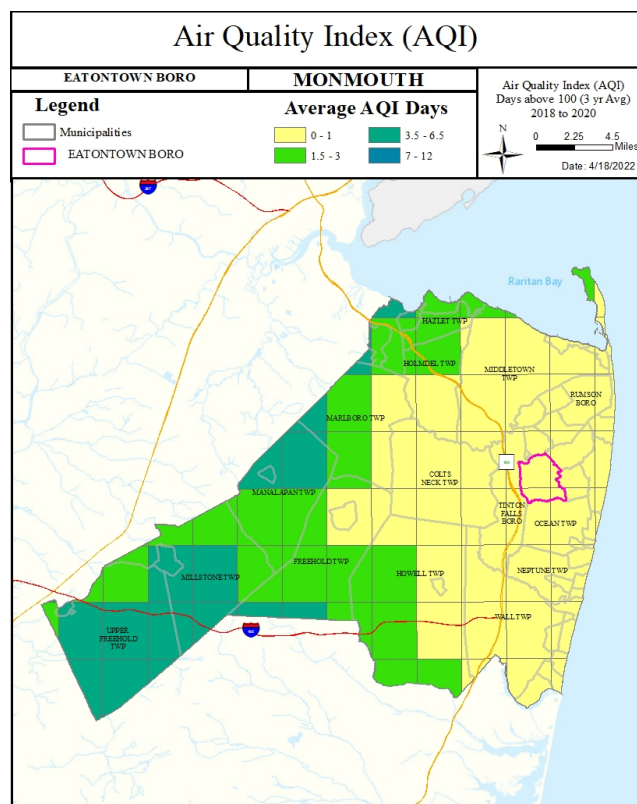 Air Quality Index (AQI)
EATONTOWN BORO
MONMOUTH
Legend
Municipalities
EATONTOWN BORO
Average AQI Days
0 - 1
3.5 - 6.5
1.5 - 3
7 - 12
Air Quality Index (AQI)
Days above 100 (3 yr Avg)
2018 to 2020
N
0 2.25 4.5
Miles
Date: 4/18/2022
Raritan Bay
HAZLET TWP
HOLMDEL TWP
MIDDLETOWN
TWP
RUMSON
BORO
MARLBORO TWP
COLTS
NECK TWP
MANALAPAN TWP
TINTON
FALLS
BORO
OCEAN TWP
FREEHOLD TWP
HOWELL TWP
NEPTUNE TWP
MILLSTONE TWP
WALL TWP
UPPER
FREEHOLD
TWP